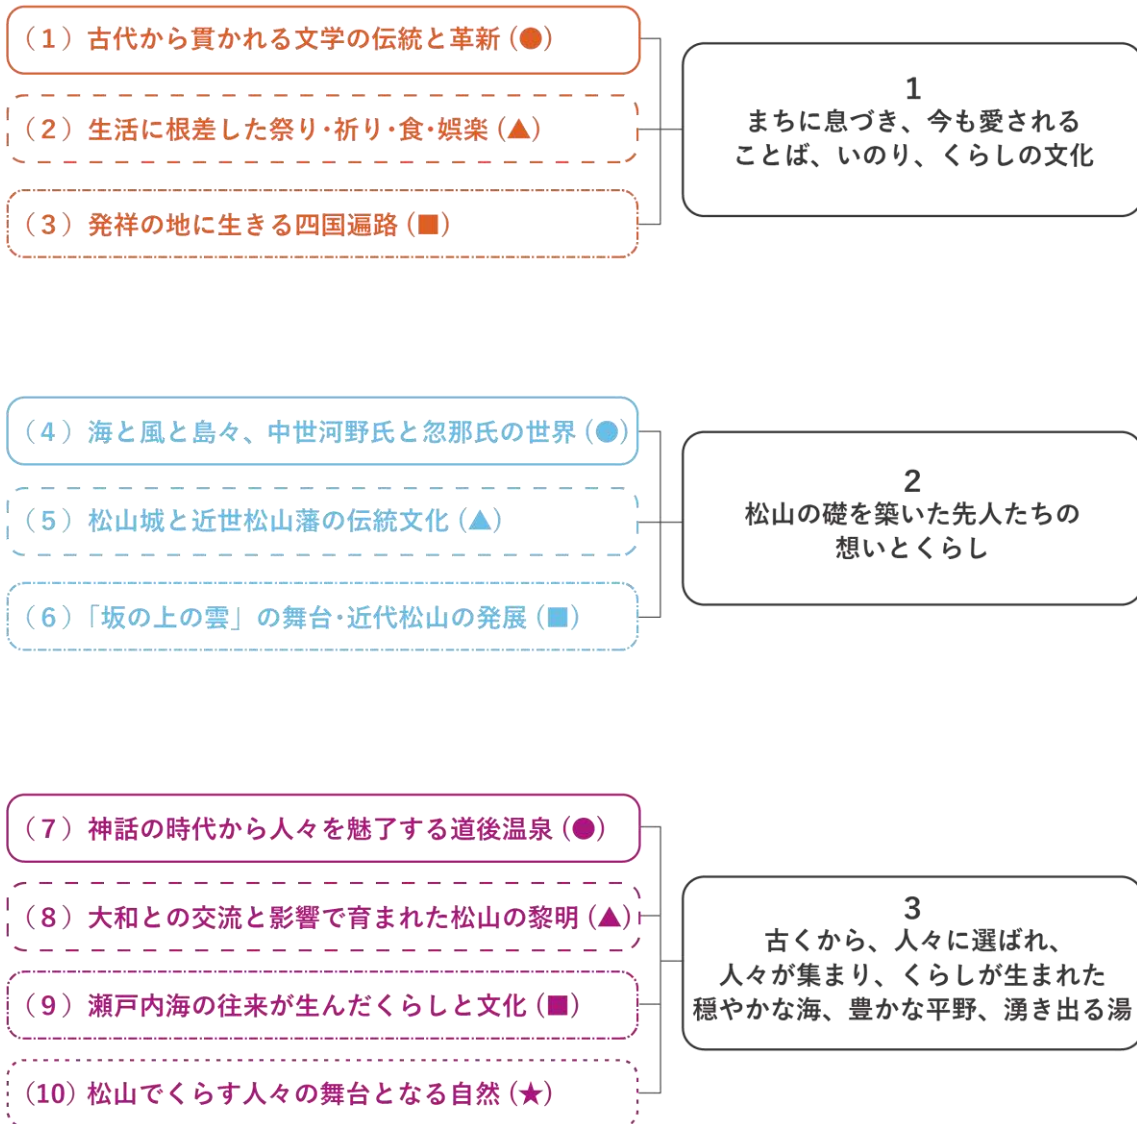 （1）古代から貫かれる文学の伝統と革新（●）
（2）生活に根差した祭り・祈り・食・娯楽（▲）
（3）発祥の地に生きる四国遍路（■）
1
まちに息づき、今も愛される
ことば、いのり、くらしの文化
（4）海と風と島々、中世河野氏と忽那氏の世界（●）
（5）松山城と近世松山藩の伝統文化（▲）
（6）「坂の上の雲」の舞台・近代松山の発展（■）
2
松山の礎を築いた先人たちの
想いとくらし
（7）神話の時代から人々を魅了する道後温泉（●）
（8）大和との交流と影響で育まれた松山の黎明（▲）
（9）瀬戸内海の往来が生んだくらしと文化（■）
（10）松山でくらす人々の舞台となる自然（★）
3
古くから、人々に選ばれ、
人々が集まり、くらしが生まれた
穏やかな海、豊かな平野、湧き出る湯